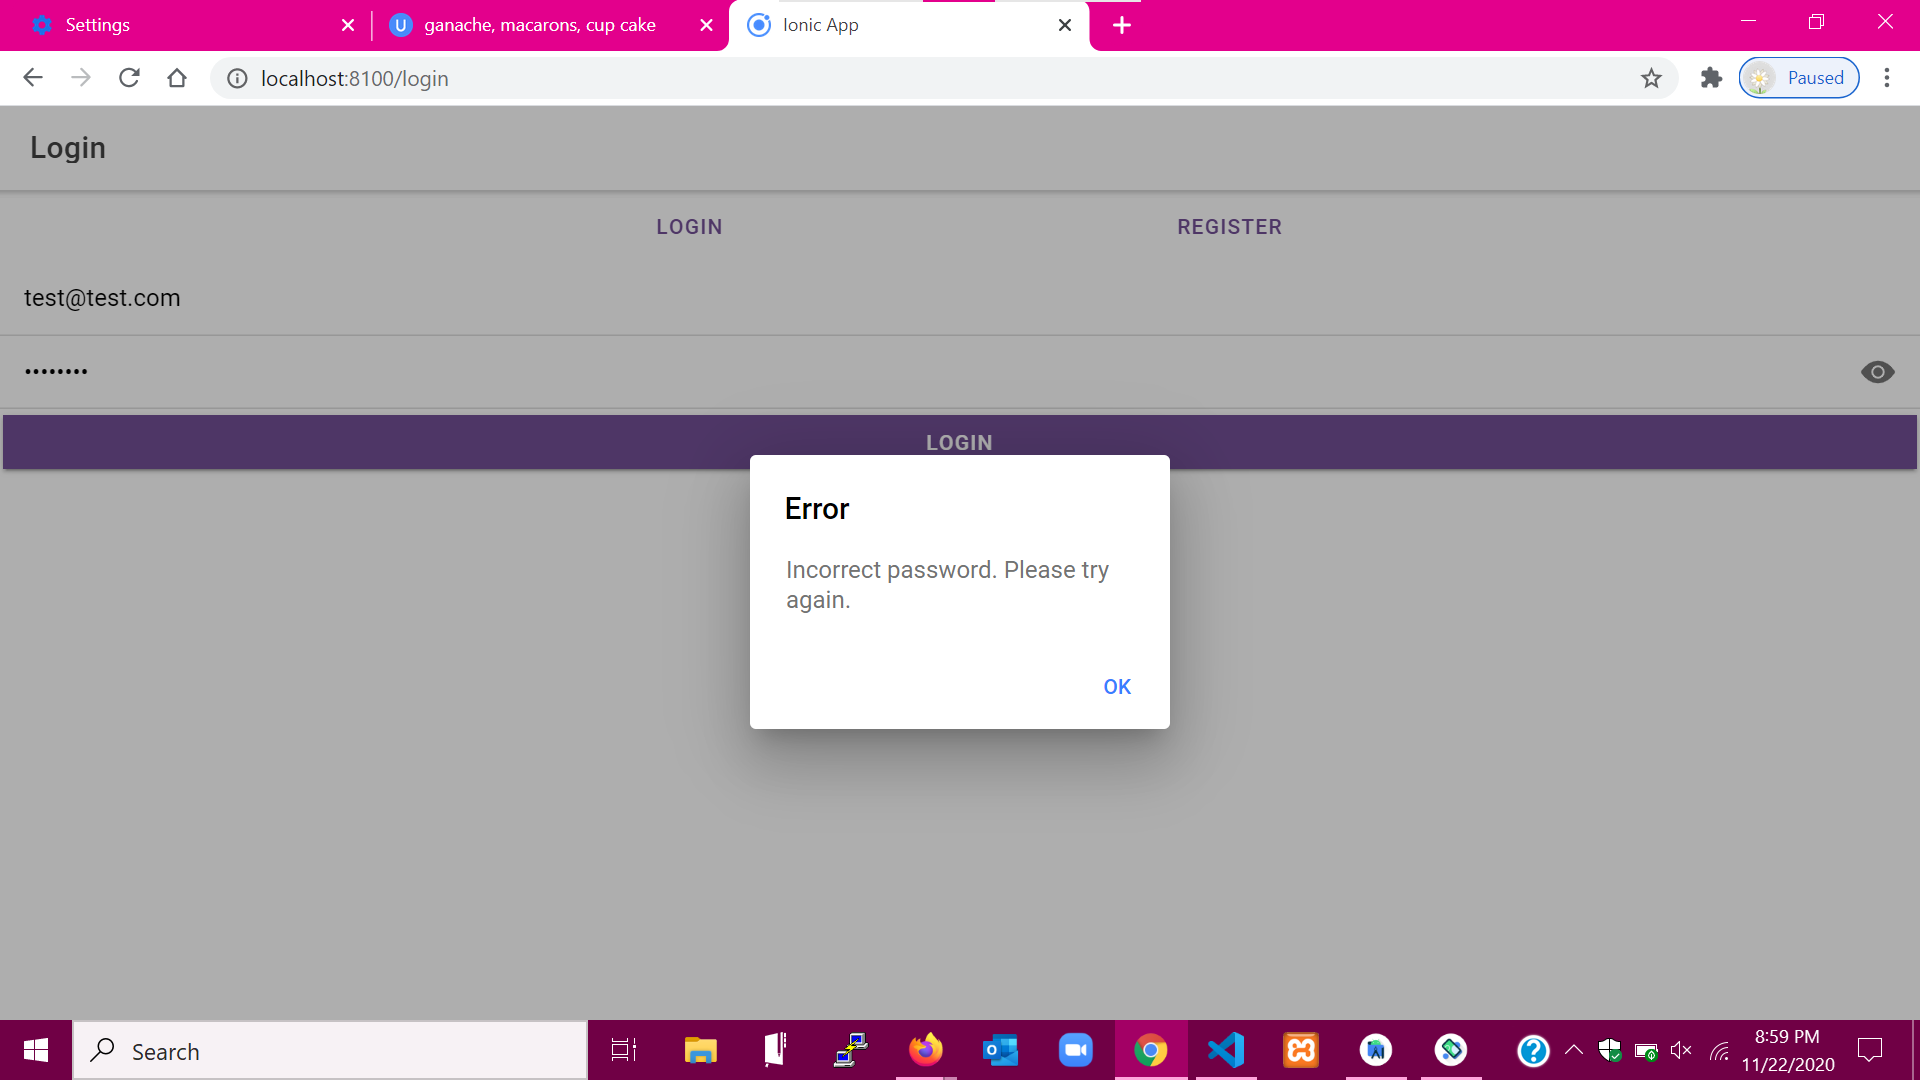 Settings
ganache, macarons, cup cake
Ionic App
localhost:8100/login
Paused
Login
LOGIN
REGISTER
test@test.com
••••••••
LOGIN
Error
Incorrect password. Please try
again.
OK
Search
8:59 PM
11/22/2020